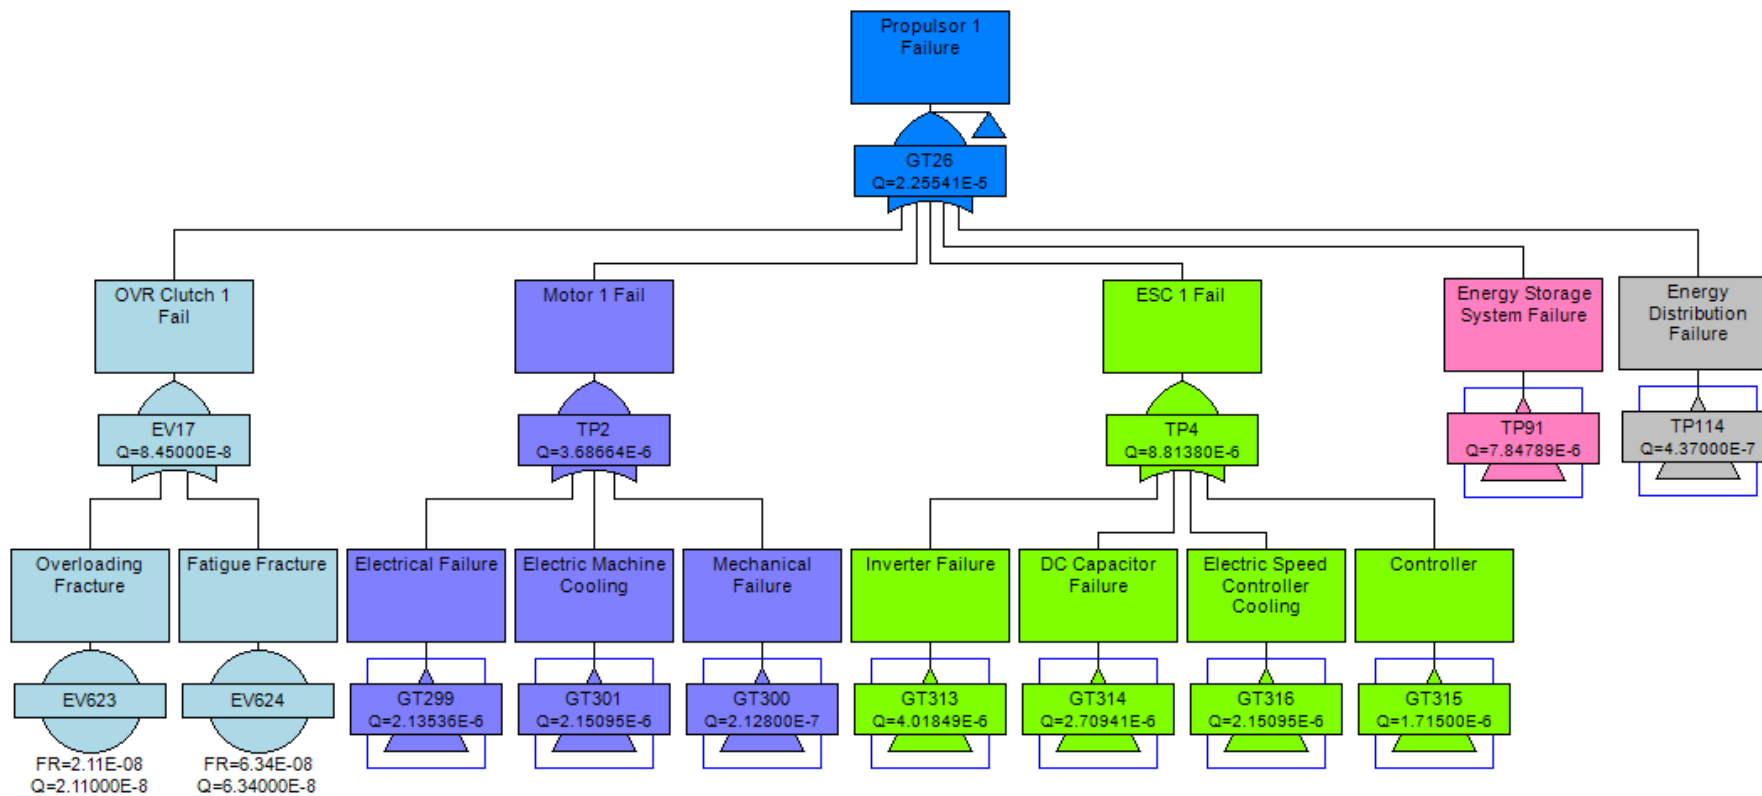 Propulsor 1
Failure
GT26
Q=2.25541E-5
OVR Clutch 1
Fail
EV17
Q=8.45000E-8
Motor 1 Fail
TP2
Q=3.68664E-6
ESC 1 Fail
TP4
Q=8.81380E-6
Energy Storage
System Failure
TP91
Q=7.84789E-6
Energy
Distribution
Failure
TP114
Q=4.37000E-7
Overloading
Fracture
EV623
FR=2.11E-08
Q=2.11000E-8
Fatigue Fracture
EV624
FR=6.34E-08
Q=6.34000E-8
Electrical Failure
GT299
Q=2.13536E-6
Electric Machine
Cooling
GT301
Q=2.15095E-6
Mechanical
Failure
GT300
Q=2.12800E-7
Inverter Failure
GT313
Q=4.01849E-6
DC Capacitor
Failure
GT314
Q=2.70941E-6
Electric Speed
Controller
Cooling
GT316
Q=2.15095E-6
Controller
GT315
Q=1.71500E-6